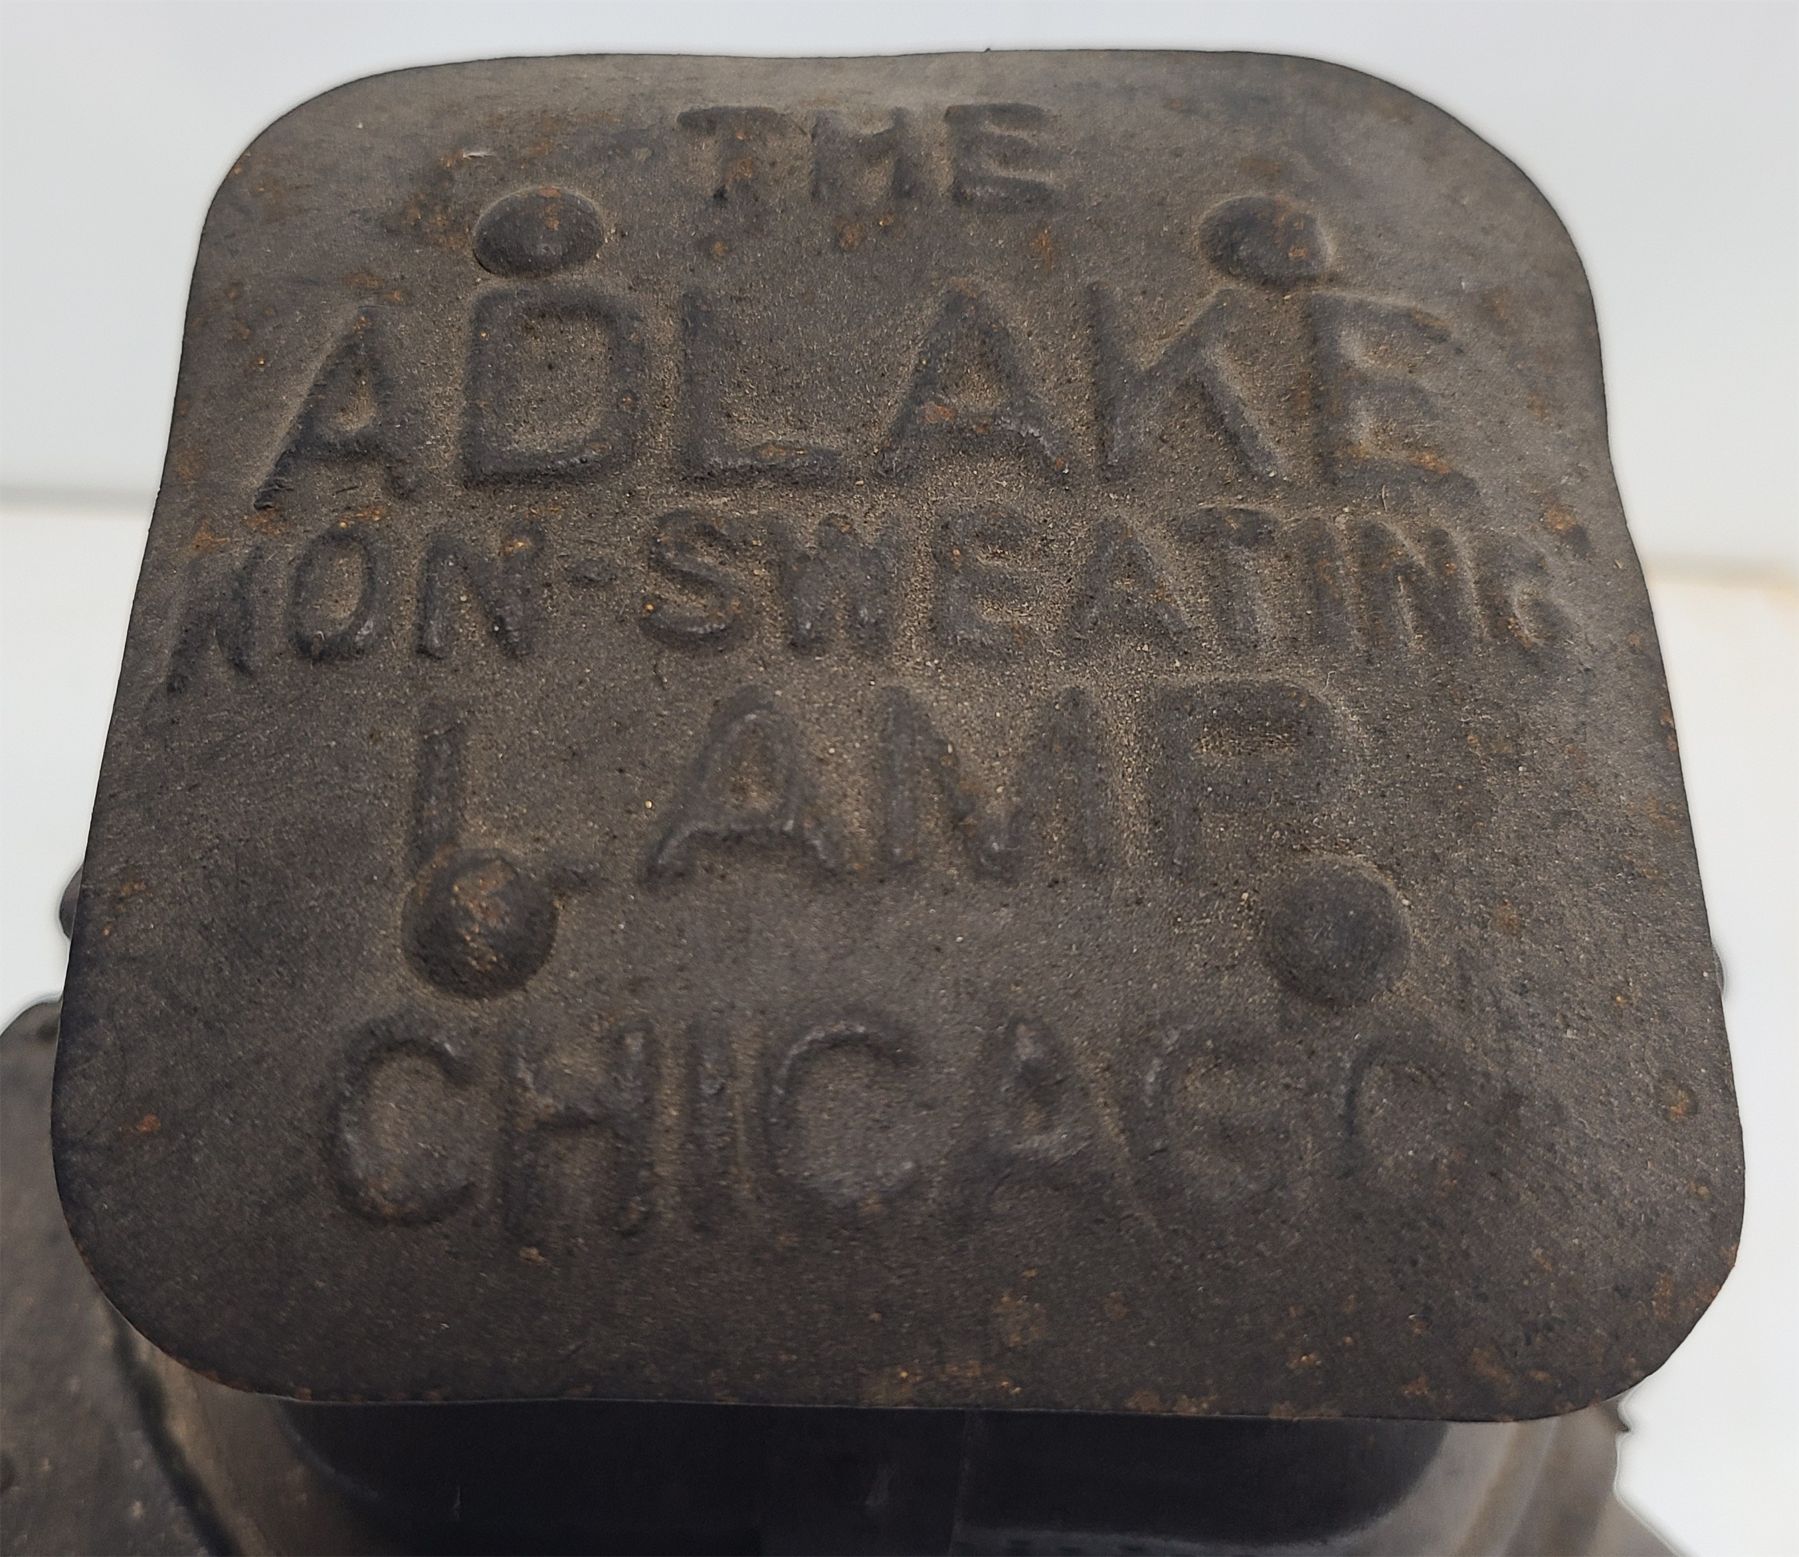 THE
ADLAKE
NON-SWEATING
LAMP
CHICAGO